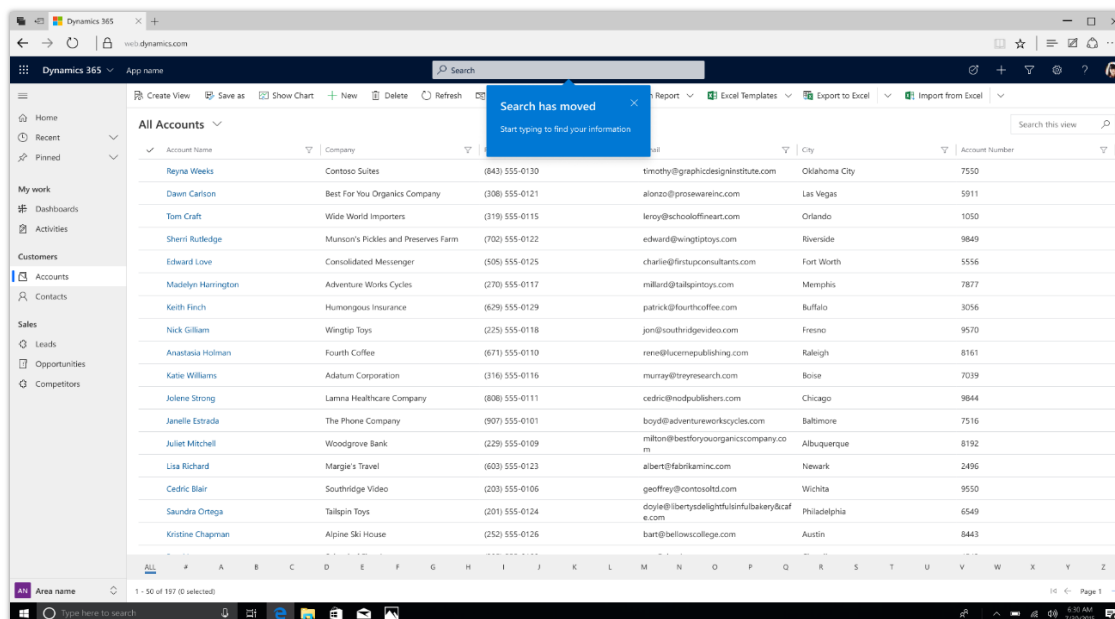 Dynamics 365
web.dynamics.com
Dynamics 365 App name Search
Create View Save as Show Chart New Delete Refresh Report Excel Templates Export to Excel Import from Excel
Search has moved
Start typing to find your information
Home
Recent
Pinned
My work
Dashboards
Activities
Customers
Accounts
Contacts
Sales
Leads
Opportunities
Competitors
All Accounts Search this view
Account Name Company City Account Number
Reyna Weeks Contoso Suites (843) 555-0130 timothy@graphicdesigninstitute.com Oklahoma City 7550
Dawn Carlson Best For You Organics Company (308) 555-0121 alonzo@prosewareinc.com Las Vegas 5911
Tom Craft Wide World Importers (319) 555-0115 leroy@schooloffineart.com Orlando 1050
Sherri Rutledge Munson's Pickles and Preserves Farm (702) 555-0122 edward@wingtiptoys.com Riverside 9849
Edward Love Consolidated Messenger (505) 555-0125 charlie@firstupconsultants.com Fort Worth 5556
Madelyn Harrington Adventure Works Cycles (270) 555-0117 millard@tailspintoys.com Memphis 7877
Keith Finch Humongous Insurance (629) 555-0129 patrick@fourthcoffee.com Buffalo 3056
Nick Gilliam Wingtip Toys (225) 555-0118 jon@southridgevideo.com Fresno 9570
Anastasia Holman Fourth Coffee (671) 555-0110 rene@lucernepublishing.com Raleigh 8161
Katie Williams Adatum Corporation (316) 555-0116 murray@treyresearch.com Boise 7039
Jolene Strong Lamna Healthcare Company (808) 555-0111 cedric@nodpublishers.com Chicago 9844
Janelle Estrada The Phone Company (907) 555-0101 boyd@adventureworkscycles.com Baltimore 7516
Juliet Mitchell Woodgrove Bank (229) 555-0109 milton@bestforyouorganicscompany.co Albuquerque 8192
m
Lisa Richard Margie's Travel (603) 555-0123 albert@fabrikaminc.com Newark 2496
Cedric Blair Southridge Video (203) 555-0106 geoffrey@contosoltd.com Wichita 9550
Saundra Ortega Tailspin Toys (201) 555-0124 doyle@libertysdelightfulsinfulbakery&caf Philadelphia 6549
e.com
Kristine Chapman Alpine Ski House (252) 555-0126 bart@bellowscollege.com Austin 8443
ALL # A B C D E F G H I J K L M N O P Q R S T U V W X Y Z
AN Area name 1 - 50 of 197 (0 selected) Page 1
Type here to search 6:30 AM